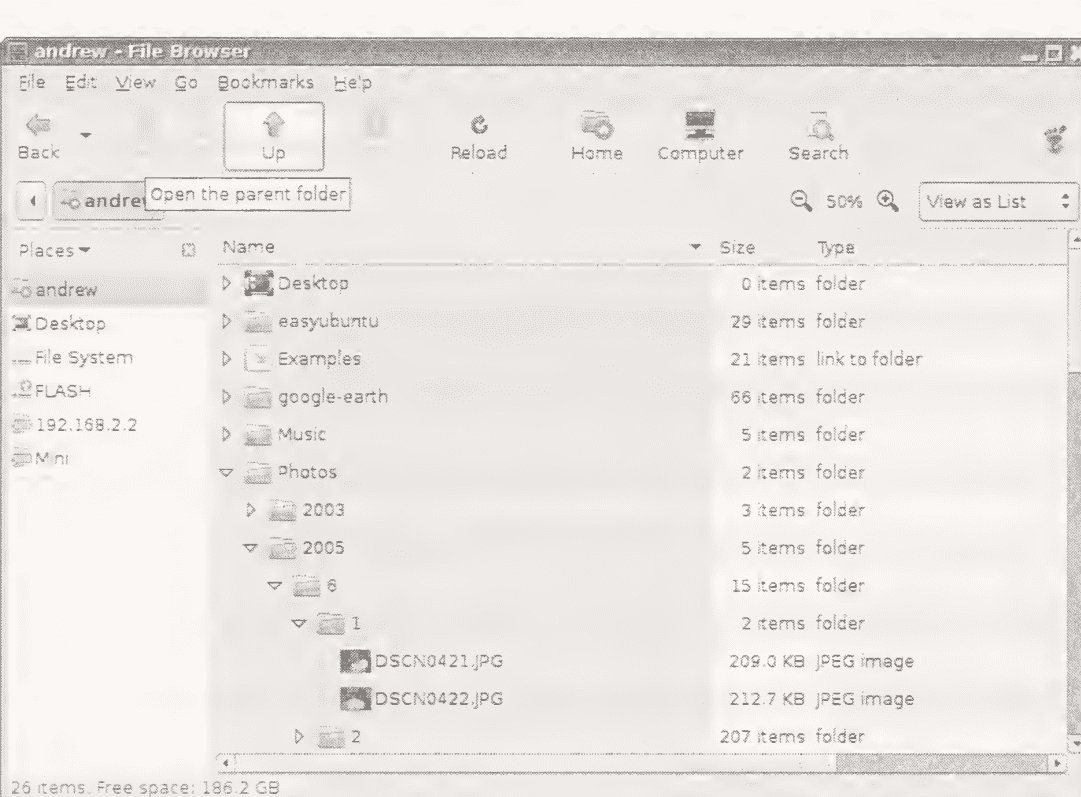 andrew - File Browser
File Edit View Go Bookmarks Help
Back Up Reload Home Computer Search
andrew Open the parent folder 50% View as List
Places Name Size Type
andrew
Desktop
File System
FLASH
192.168.2.2
Mini
Desktop 0 items folder
easyubuntu 29 items folder
Examples 21 items link to folder
google-earth 66 items folder
Music 5 items folder
Photos 2 items folder
2003 3 items folder
2005 5 items folder
6 15 items folder
1 2 items folder
DSCN0421.JPG 209.0 KB JPEG image
DSCN0422.JPG 212.7 KB JPEG image
2 207 items folder
26 items. Free space: 186.2 GB